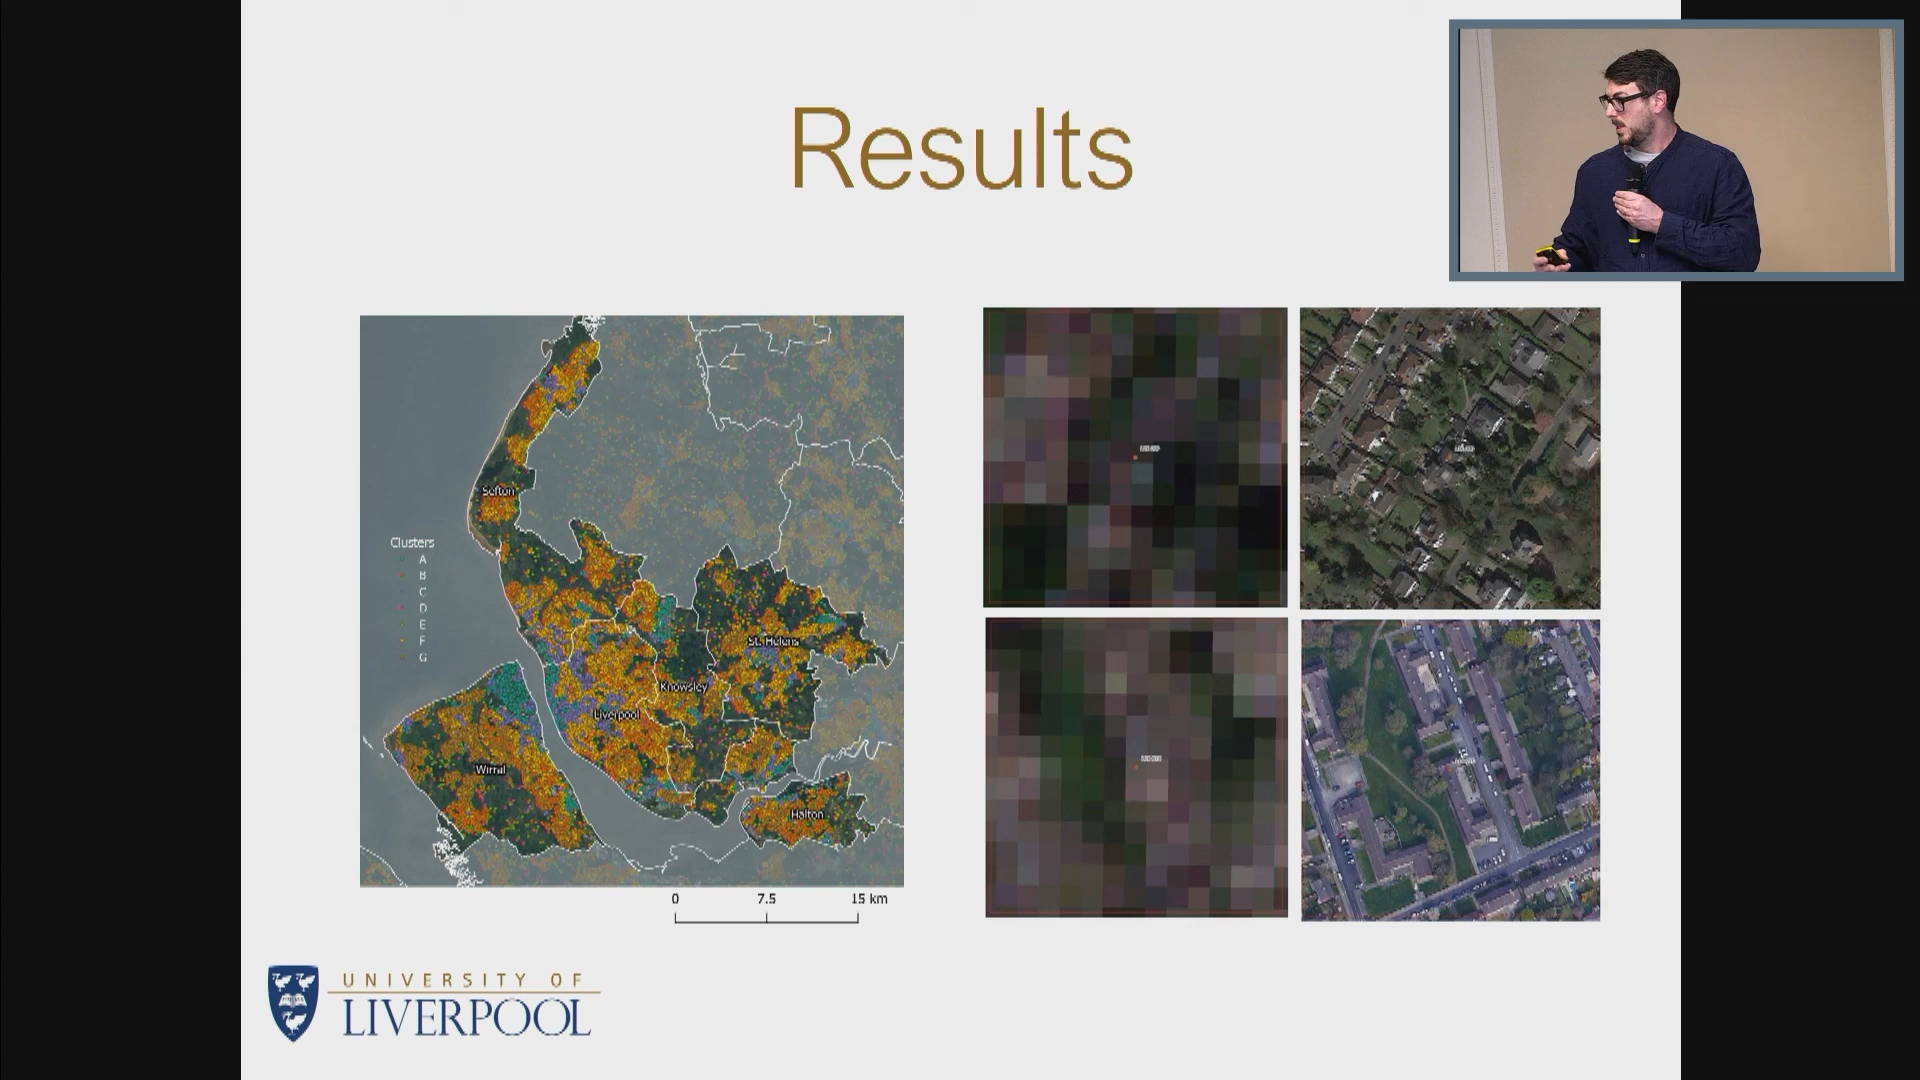 Results
Sefton
Clusters
A
B
C
D
E
F
G
St. Helens
Knowsley
Liverpool
Wirral
Halton
0 7.5 15 km
UNIVERSITY OF
LIVERPOOL